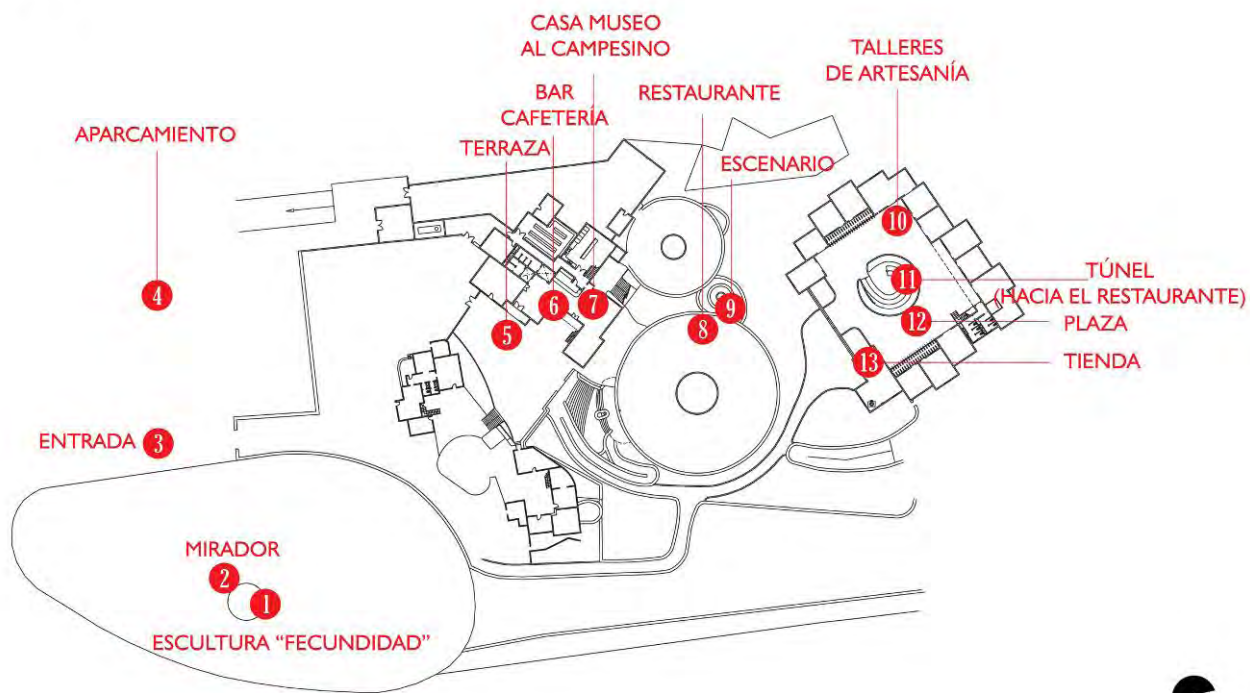 CASA MUSEO
AL CAMPESINO
TALLERES
DE ARTESANÍA
BAR
CAFETERÍA
RESTAURANTE
APARCAMIENTO
TERRAZA
ESCENARIO
10
11
TÚNEL
(HACIA EL RESTAURANTE)
4
5
6
7
8
9
12
PLAZA
13
TIENDA
ENTRADA 3
MIRADOR
2
1
ESCULTURA “FECUNDIDAD”